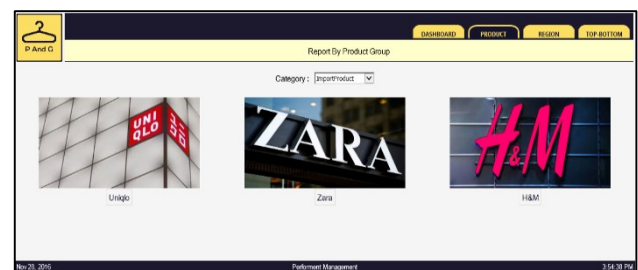 P And G
DASHBOARD PRODUCT REGION TOP-BOTTOM
Report By Product Group
Category : ImportProduct
UNI
QLO
ZARA
H&M
Uniqlo Zara H&M
Nov 28, 2016 Performent Management 3:54:38 PM